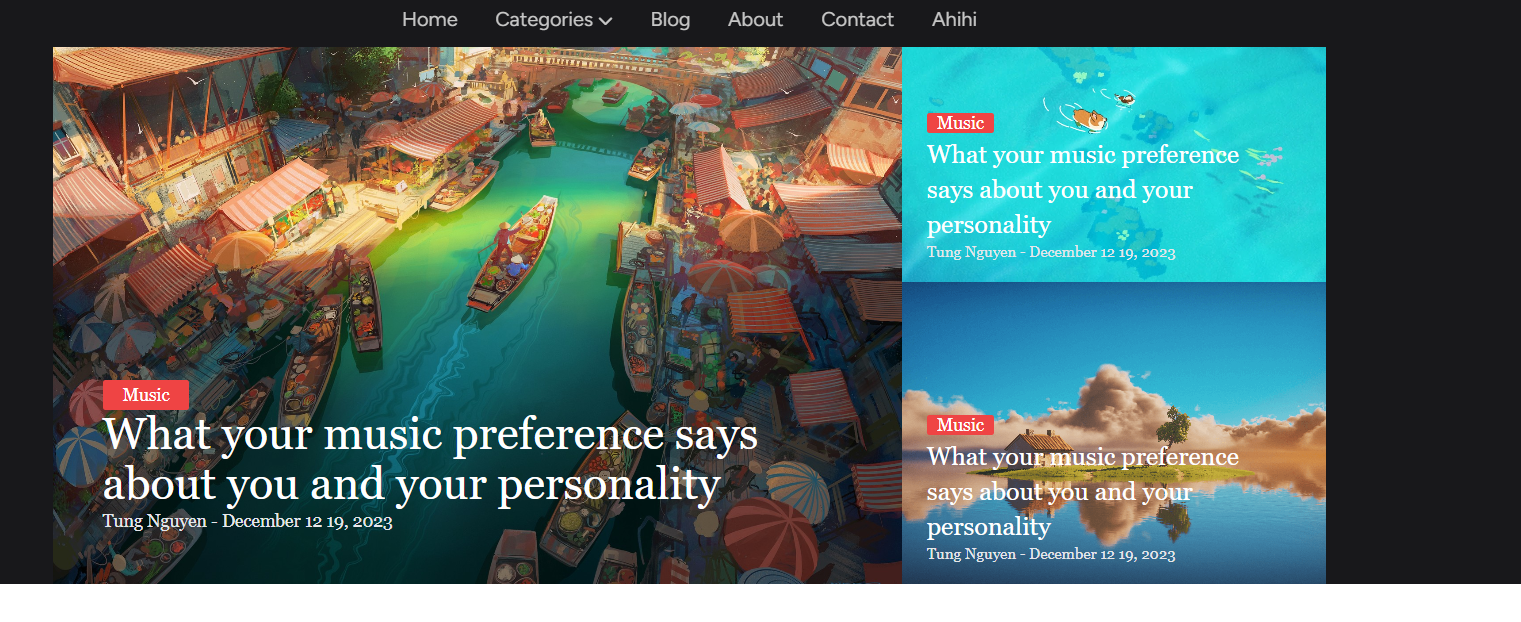 Home Categories Blog About Contact Ahihi
Music
What your music preference says
about you and your personality
Tung Nguyen - December 12 19, 2023
Music
What your music preference
says about you and your
personality
Tung Nguyen - December 12 19, 2023
Music
What your music preference
says about you and your
personality
Tung Nguyen - December 12 19, 2023